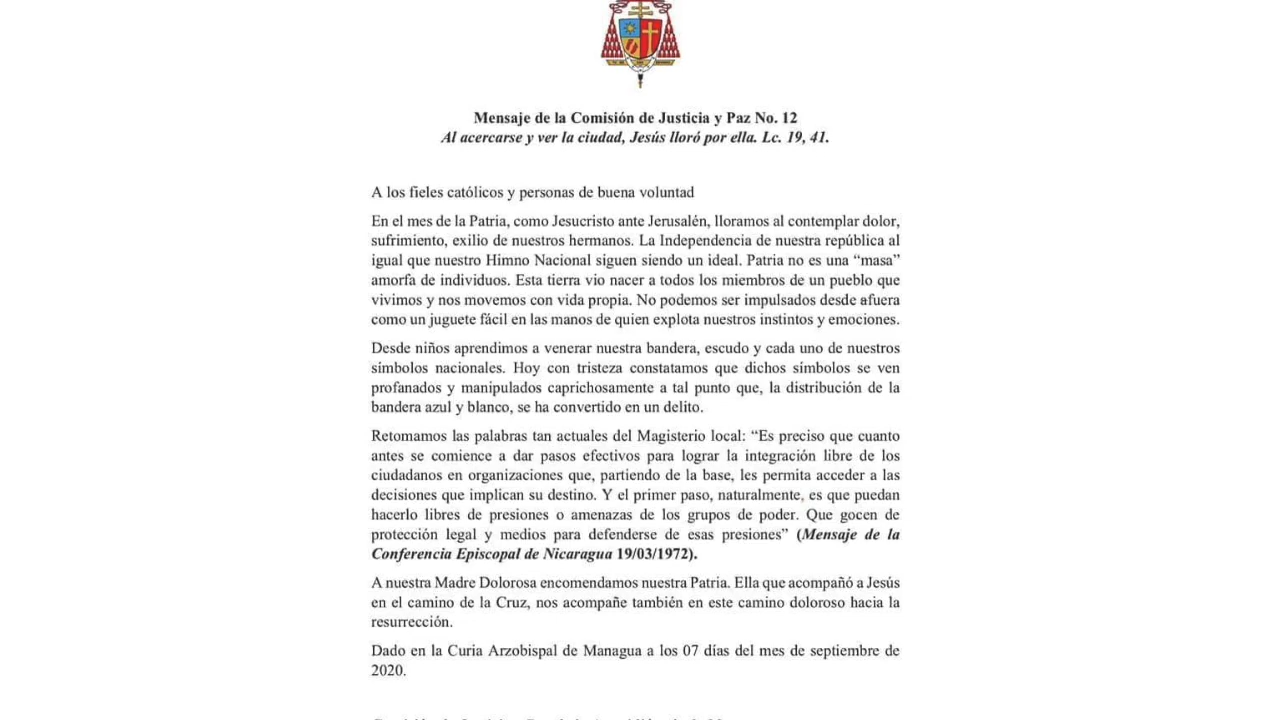 Mensaje de la Comisión de Justicia y Paz No. 12
Al acercarse y ver la ciudad, Jesús lloró por ella. Lc. 19, 41.
A los fieles católicos y personas de buena voluntad
En el mes de la Patria, como Jesucristo ante Jerusalén, lloramos al contemplar dolor,
sufrimiento, exilio de nuestros hermanos. La Independencia de nuestra república al
igual que nuestro Himno Nacional siguen siendo un ideal. Patria no es una “masa”
amorfa de individuos. Esta tierra vio nacer a todos los miembros de un pueblo que
vivimos y nos movemos con vida propia. No podemos ser impulsados desde afuera
como un juguete fácil en las manos de quien explota nuestros instintos y emociones.
Desde niños aprendimos a venerar nuestra bandera, escudo y cada uno de nuestros
símbolos nacionales. Hoy con tristeza constatamos que dichos símbolos se ven
profanados y manipulados caprichosamente a tal punto que, la distribución de la
bandera azul y blanco, se ha convertido en un delito.
Retomamos las palabras tan actuales del Magisterio local: “Es preciso que cuanto
antes se comience a dar pasos efectivos para lograr la integración libre de los
ciudadanos en organizaciones que, partiendo de la base, les permita acceder a las
decisiones que implican su destino. Y el primer paso, naturalmente, es que puedan
hacerlo libres de presiones o amenazas de los grupos de poder. Que gocen de
protección legal y medios para defenderse de esas presiones” (Mensaje de la
Conferencia Episcopal de Nicaragua 19/03/1972).
A nuestra Madre Dolorosa encomendamos nuestra Patria. Ella que acompañó a Jesús
en el camino de la Cruz, nos acompañe también en este camino doloroso hacia la
resurrección.
Dado en la Curia Arzobispal de Managua a los 07 días del mes de septiembre de
2020.